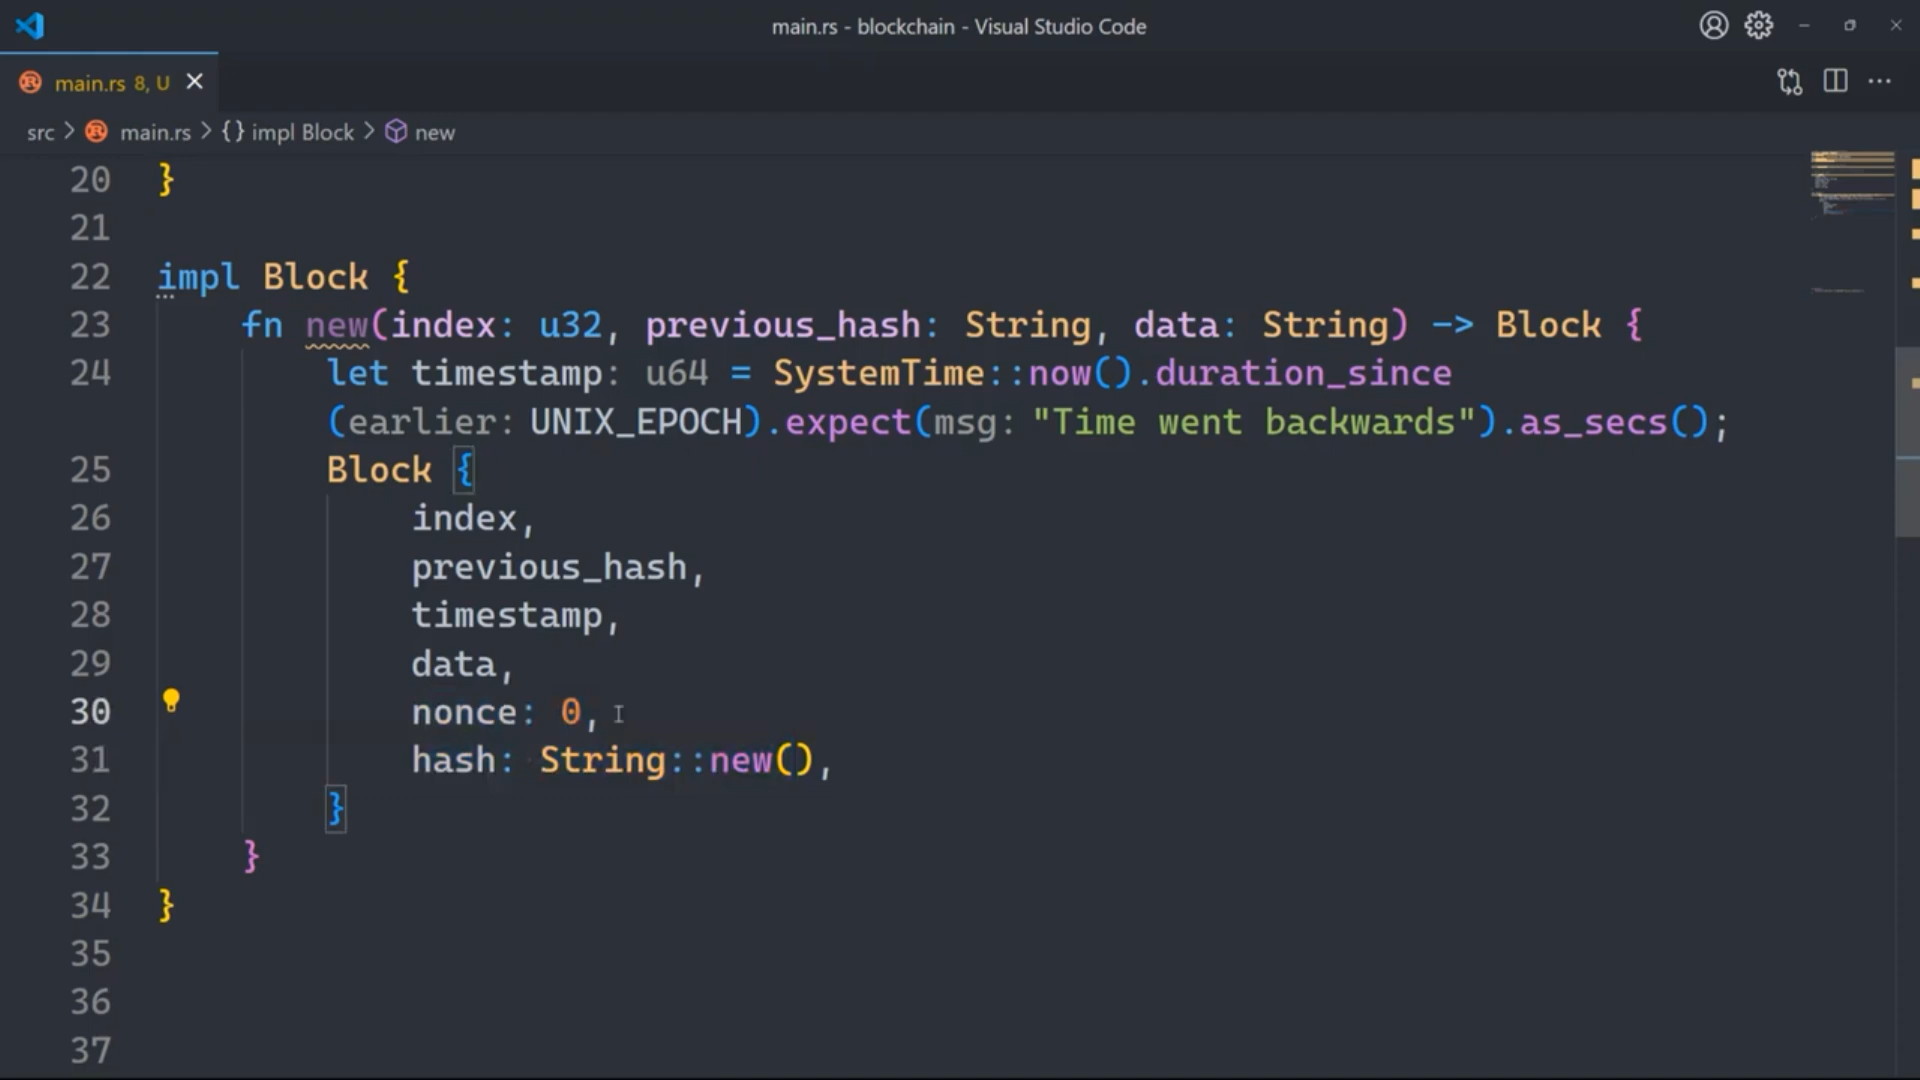 main.rs - blockchain - Visual Studio Code
main.rs 8, U
src > main.rs > {} impl Block > new
20 }
21
22 impl Block {
23     fn new(index: u32, previous_hash: String, data: String) -> Block {
24         let timestamp: u64 = SystemTime::now().duration_since
        (earlier: UNIX_EPOCH).expect(msg: "Time went backwards").as_secs();
25         Block {
26             index,
27             previous_hash,
28             timestamp,
29             data,
30             nonce: 0,
31             hash: String::new(),
32         }
33     }
34 }
35
36
37